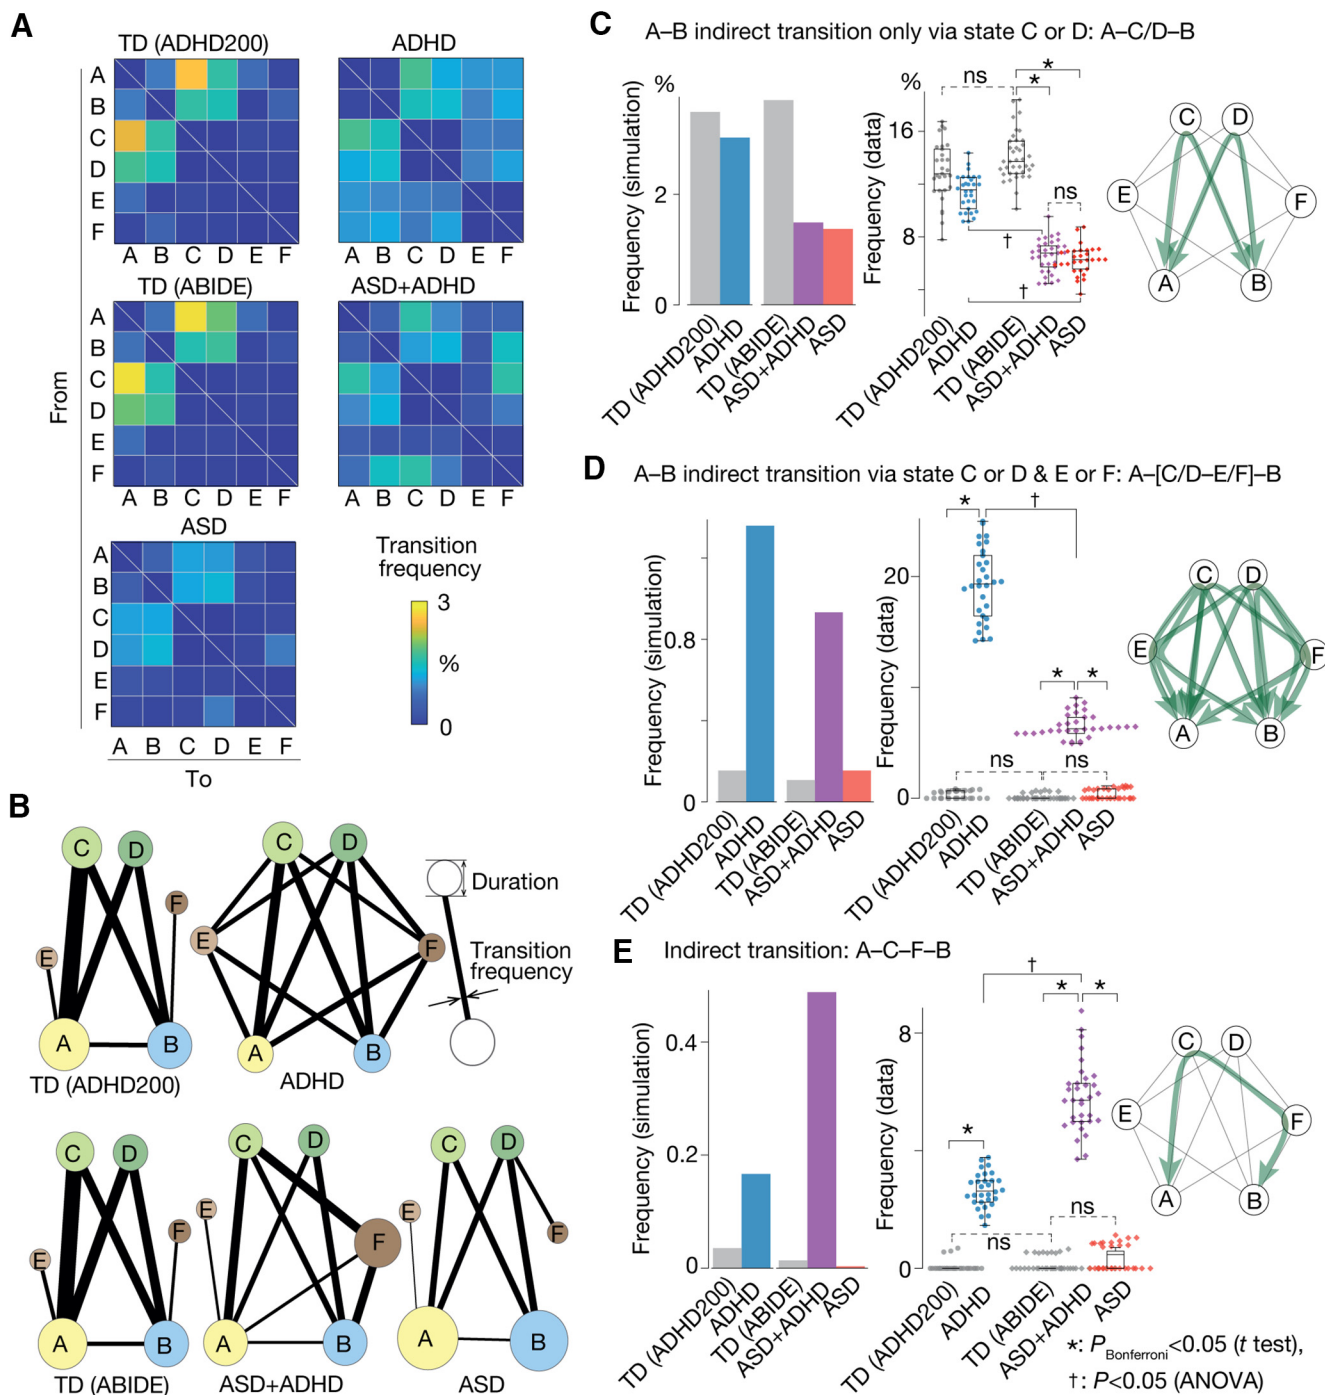 A
TD (ADHD200)
ADHD
A
B
C
D
E
F
A B C D E F
A B C D E F
TD (ABIDE)
ASD+ADHD
A
B
C
D
E
F
A B C D E F
A B C D E F
From
ASD
A
B
C
D
E
F
A B C D E F
To
Transition
frequency
3
%
0
B
C D
F
E
A B
TD (ADHD200)
C D
E F
A B
ADHD
Duration
Transition
frequency
C D
E F
A B
TD (ABIDE)
C D
E
F
A B
ASD+ADHD
C D
E
F
A B
ASD
C
A–B indirect transition only via state C or D: A–C/D–B
%
Frequency (simulation)
2
0
TD (ADHD200)
ADHD
TD (ABIDE)
ASD+ADHD
ASD
%
Frequency (data)
16
8
ns
*
*
ns
†
†
TD (ADHD200)
ADHD
TD (ABIDE)
ASD+ADHD
ASD
C D
E F
A B
D
A–B indirect transition via state C or D & E or F: A–[C/D–E/F]–B
Frequency (simulation)
0.8
0
TD (ADHD200)
ADHD
TD (ABIDE)
ASD+ADHD
ASD
Frequency (data)
20
0
*
†
*
*
ns
ns
TD (ADHD200)
ADHD
TD (ABIDE)
ASD+ADHD
ASD
C D
E F
A B
E
Indirect transition: A–C–F–B
Frequency (simulation)
0.4
0.2
0
TD (ADHD200)
ADHD
TD (ABIDE)
ASD+ADHD
ASD
Frequency (data)
8
0
†
*
*
*
ns
ns
TD (ADHD200)
ADHD
TD (ABIDE)
ASD+ADHD
ASD
C D
E F
A B
*: PBonferroni<0.05 (t test),
†: P<0.05 (ANOVA)